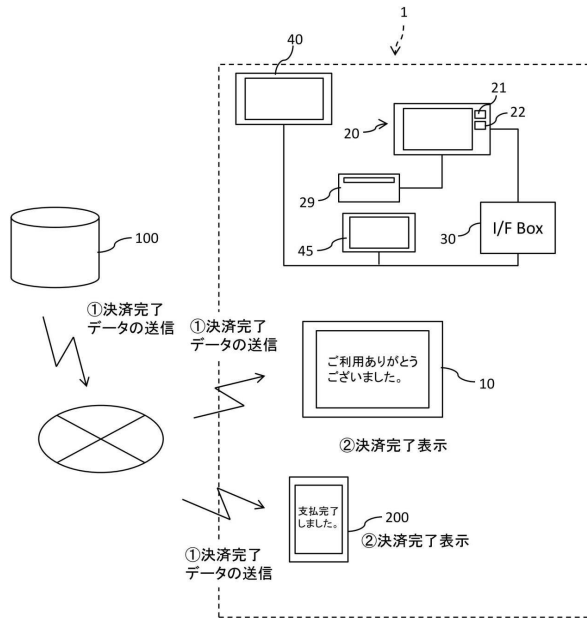 1
40
21
22
20
29
45
30
I/F Box
100
①決済完了
データの送信
①決済完了
データの送信
ご利用ありがとう
ございました。
10
②決済完了表示
支払完了
しました。
200
②決済完了表示
①決済完了
データの送信